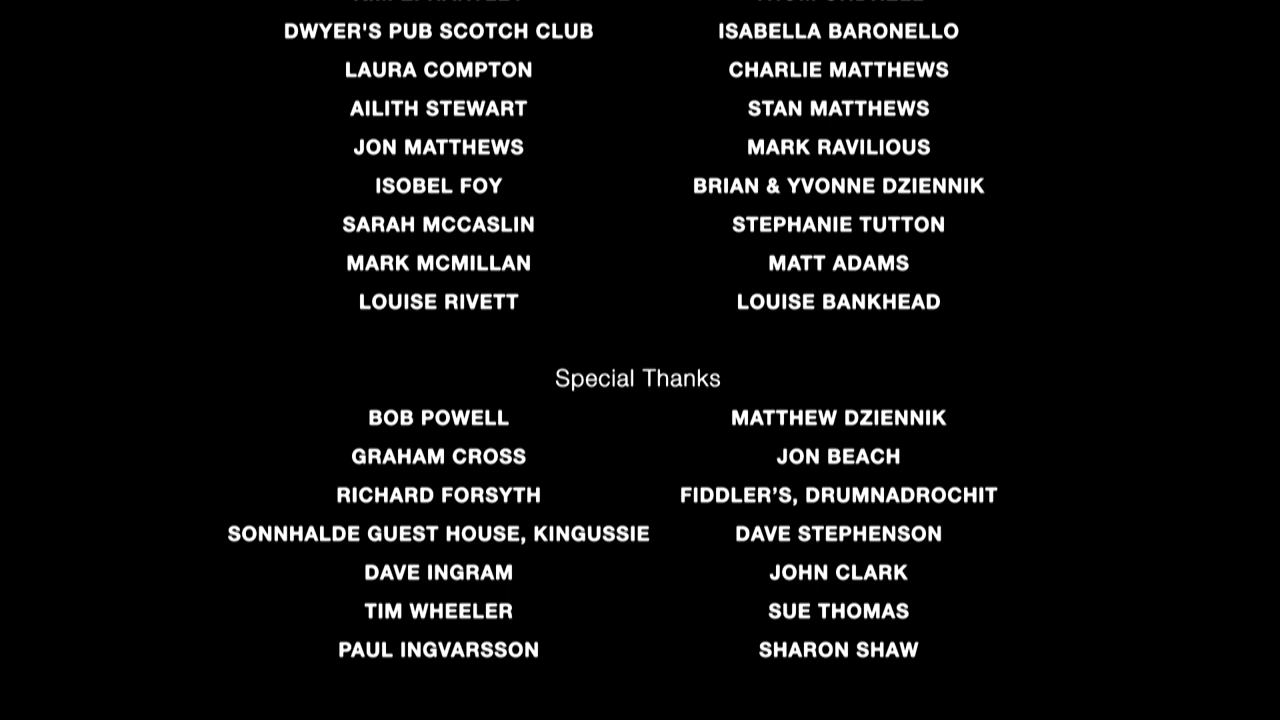 DWYER'S PUB SCOTCH CLUB
ISABELLA BARONELLO
LAURA COMPTON
CHARLIE MATTHEWS
AILITH STEWART
STAN MATTHEWS
JON MATTHEWS
MARK RAVILIOUS
ISOBEL FOY
BRIAN & YVONNE DZIENNIK
SARAH MCCASLIN
STEPHANIE TUTTON
MARK MCMILLAN
MATT ADAMS
LOUISE RIVETT
LOUISE BANKHEAD
Special Thanks
BOB POWELL
MATTHEW DZIENNIK
GRAHAM CROSS
JON BEACH
RICHARD FORSYTH
FIDDLER’S, DRUMNADROCHIT
SONNHALDE GUEST HOUSE, KINGUSSIE
DAVE STEPHENSON
DAVE INGRAM
JOHN CLARK
TIM WHEELER
SUE THOMAS
PAUL INGVARSSON
SHARON SHAW